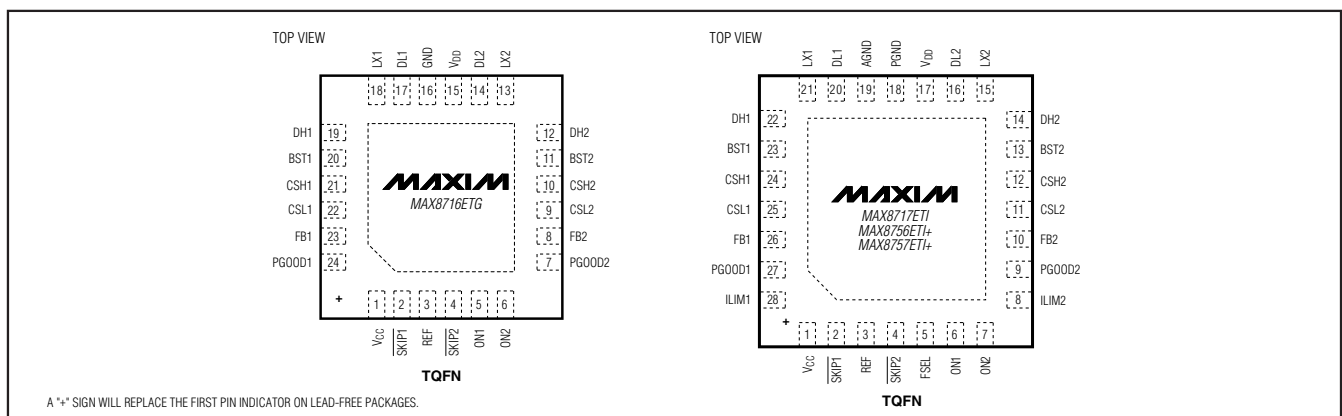 TOP VIEW
LX1 DL1 GND VDD DL2 LX2
18 17 16 15 14 13
DH1 19
BST1 20
CSH1 21
CSL1 22
FB1 23
PGOOD1 24
MAXIM
MAX8716ETG
12 DH2
11 BST2
10 CSH2
9 CSL2
8 FB2
7 PGOOD2
+
1 2 3 4 5 6
VCC SKIP1 REF SKIP2 ON1 ON2
TQFN
TOP VIEW
LX1 DL1 AGND PGND VDD DL2 LX2
21 20 19 18 17 16 15
DH1 22
BST1 23
CSH1 24
CSL1 25
FB1 26
PGOOD1 27
ILIM1 28
MAXIM
MAX8717ETI
MAX8756ETI+
MAX8757ETI+
14 DH2
13 BST2
12 CSH2
11 CSL2
10 FB2
9 PGOOD2
8 ILIM2
+
1 2 3 4 5 6 7
VCC SKIP1 REF SKIP2 FSEL ON1 ON2
TQFN
A "+" SIGN WILL REPLACE THE FIRST PIN INDICATOR ON LEAD-FREE PACKAGES.